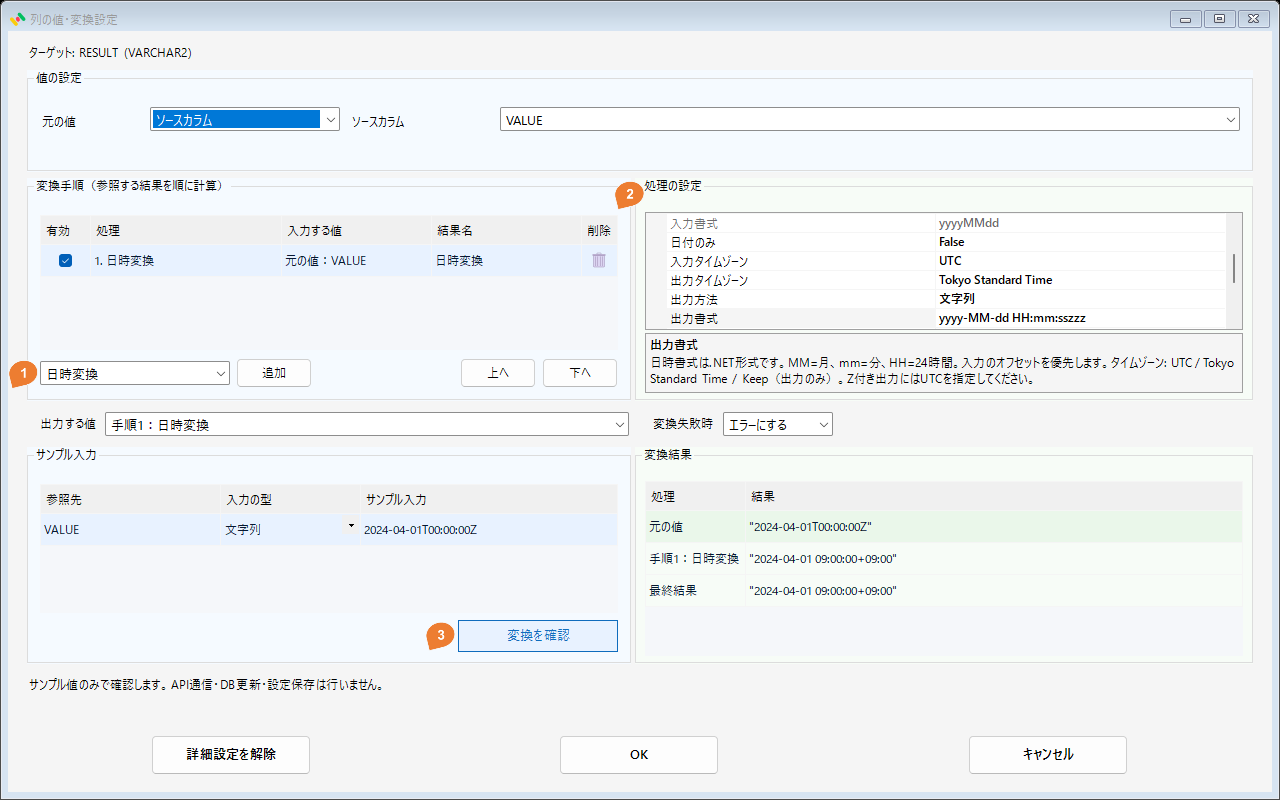 列の値・変換設定
ターゲット: RESULT (VARCHAR2)
値の設定
元の値 ソースカラム ソースカラム VALUE
変換手順（参照する結果を順に計算）
有効 処理 入力する値 結果名 削除
1. 日時変換 元の値：VALUE 日時変換
1 日時変換 追加 上へ 下へ
2 処理の設定
入力書式 yyyyMMdd
日付のみ False
入力タイムゾーン UTC
出力タイムゾーン Tokyo Standard Time
出力方法 文字列
出力書式 yyyy-MM-dd HH:mm:sszzz
出力書式
日時書式は.NET形式です。MM=月、mm=分、HH=24時間。入力のオフセットを優先します。タイムゾーン: UTC / Tokyo
Standard Time / Keep（出力のみ）。Z付き出力にはUTCを指定してください。
出力する値 手順1：日時変換 変換失敗時 エラーにする
サンプル入力
参照先 入力の型 サンプル入力
VALUE 文字列 2024-04-01T00:00:00Z
3 変換を確認
変換結果
処理 結果
元の値 "2024-04-01T00:00:00Z"
手順1：日時変換 "2024-04-01 09:00:00+09:00"
最終結果 "2024-04-01 09:00:00+09:00"
サンプル値のみで確認します。API通信・DB更新・設定保存は行いません。
詳細設定を解除 OK キャンセル